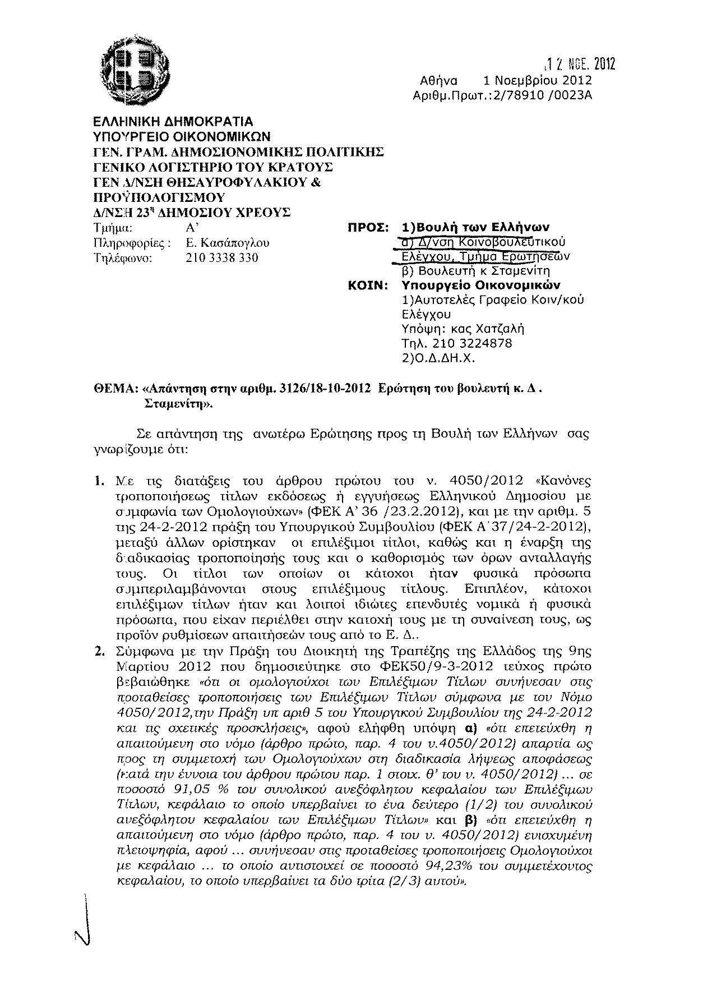 12 ΝΟΕ. 2012
Αθήνα 1 Νοεμβρίου 2012
Αριθμ.Πρωτ.:2/78910 /0023Α
ΕΛΛΗΝΙΚΗ ΔΗΜΟΚΡΑΤΙΑ
ΥΠΟΥΡΓΕΙΟ ΟΙΚΟΝΟΜΙΚΩΝ
ΓΕΝ. ΓΡΑΜ. ΔΗΜΟΣΙΟΝΟΜΙΚΗΣ ΠΟΛΙΤΙΚΗΣ
ΓΕΝΙΚΟ ΛΟΓΙΣΤΗΡΙΟ ΤΟΥ ΚΡΑΤΟΥΣ
ΓΕΝ Δ/ΝΣΗ ΘΗΣΑΥΡΟΦΥΛΑΚΙΟΥ &
ΠΡΟΫΠΟΛΟΓΙΣΜΟΥ
Δ/ΝΣΗ 23η ΔΗΜΟΣΙΟΥ ΧΡΕΟΥΣ
Τμήμα: Α'
Πληροφορίες : Ε. Κασάπογλου
Τηλέφωνο: 210 3338 330
ΠΡΟΣ: 1)Βουλή των Ελλήνων
α) Δ/νση Κοινοβουλευτικού
Ελέγχου, Τμήμα Ερωτήσεων
β) Βουλευτή κ Σταμενίτη
ΚΟΙΝ: Υπουργείο Οικονομικών
1)Αυτοτελές Γραφείο Κοιν/κού
Ελέγχου
Υπόψη: κας Χατζαλή
Τηλ. 210 3224878
2)Ο.Δ.ΔΗ.Χ.
ΘΕΜΑ: «Απάντηση στην αριθμ. 3126/18-10-2012 Ερώτηση του βουλευτή κ. Δ .
Σταμενίτη».
Σε απάντηση της ανωτέρω Ερώτησης προς τη Βουλή των Ελλήνων σας
γνωρίζουμε ότι:
1. Με τις διατάξεις του άρθρου πρώτου του ν. 4050/2012 «Κανόνες
τροποποιήσεως τίτλων εκδόσεως ή εγγυήσεως Ελληνικού Δημοσίου με
συμφωνία των Ομολογιούχων» (ΦΕΚ Α' 36 /23.2.2012), και με την αριθμ. 5
της 24-2-2012 πράξη του Υπουργικού Συμβουλίου (ΦΕΚ Α'37/24-2-2012),
μεταξύ άλλων ορίστηκαν οι επιλέξιμοι τίτλοι, καθώς και η έναρξη της
διαδικασίας τροποποίησής τους και ο καθορισμός των όρων ανταλλαγής
τους. Οι τίτλοι των οποίων οι κάτοχοι ήταν φυσικά πρόσωπα
συμπεριλαμβάνονται στους επιλέξιμους τίτλους. Επιπλέον, κάτοχοι
επιλέξιμων τίτλων ήταν και λοιποί ιδιώτες επενδυτές νομικά ή φυσικά
πρόσωπα, που είχαν περιέλθει στην κατοχή τους με τη συναίνεση τους, ως
προϊόν ρυθμίσεων απαιτήσεών τους από το Ε. Δ..
2. Σύμφωνα με την Πράξη του Διοικητή της Τραπέζης της Ελλάδος της 9ης
Μαρτίου 2012 που δημοσιεύτηκε στο ΦΕΚ50/9-3-2012 τεύχος πρώτο
βεβαιώθηκε «ότι οι ομολογιούχοι των Επιλέξιμων Τίτλων συνήνεσαν στις
προταθείσες τροποποιήσεις των Επιλέξιμων Τίτλων σύμφωνα με τον Νόμο
4050/2012,την Πράξη υπ αριθ 5 του Υπουργικού Συμβουλίου της 24-2-2012
και τις σχετικές προσκλήσεις», αφού ελήφθη υπόψη α) «ότι επετεύχθη η
απαιτούμενη στο νόμο (άρθρο πρώτο, παρ. 4 του ν.4050/2012) απαρτία ως
προς τη συμμετοχή των Ομολογιούχων στη διαδικασία λήψεως αποφάσεως
(κατά την έννοια του άρθρου πρώτου παρ. 1 στοιχ. θ' του ν. 4050/2012) ... σε
ποσοστό 91,05 % του συνολικού ανεξόφλητου κεφαλαίου των Επιλέξιμων
Τίτλων, κεφάλαιο το οποίο υπερβαίνει το ένα δεύτερο (1/2) του συνολικού
ανεξόφλητου κεφαλαίου των Επιλέξιμων Τίτλων» και β) «ότι επετεύχθη η
απαιτούμενη στο νόμο (άρθρο πρώτο, παρ. 4 του ν. 4050/2012) ενισχυμένη
πλειοψηφία, αφού ... συνήνεσαν στις προταθείσες τροποποιήσεις Ομολογιούχοι
με κεφάλαιο ... το οποίο αντιστοιχεί σε ποσοστό 94,23% του συμμετέχοντος
κεφαλαίου, το οποίο υπερβαίνει τα δύο τρίτα (2/3) αυτού».